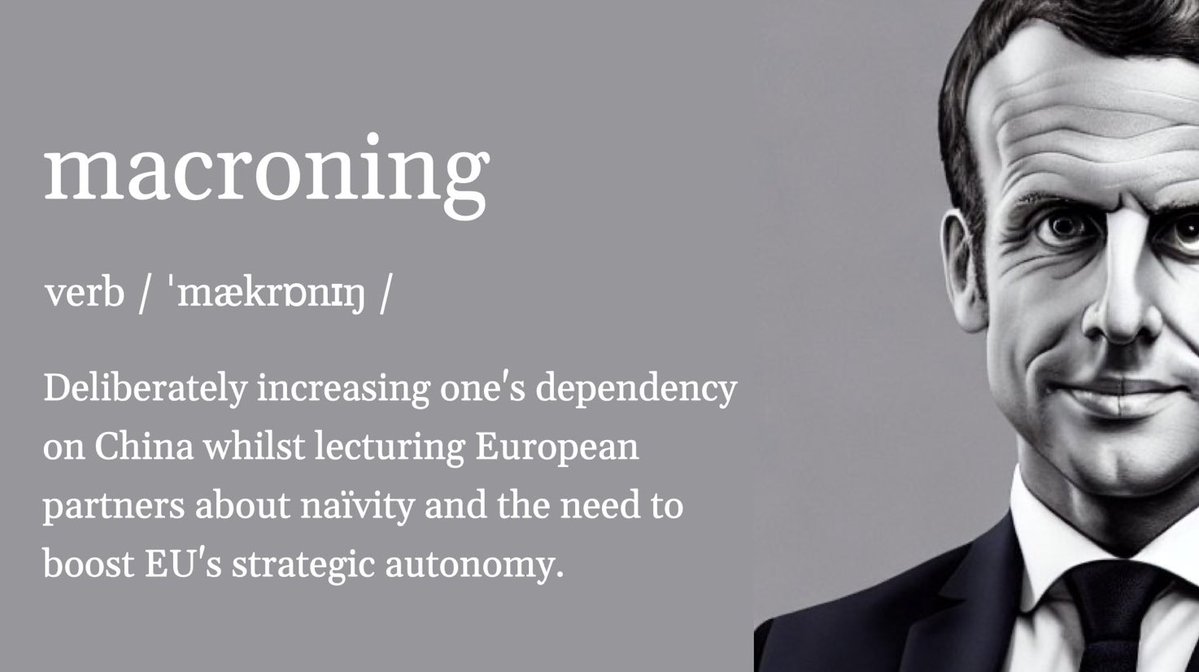 macroning
verb / ˈmækrɒnɪŋ /
Deliberately increasing one's dependency
on China whilst lecturing European
partners about naïvity and the need to
boost EU's strategic autonomy.